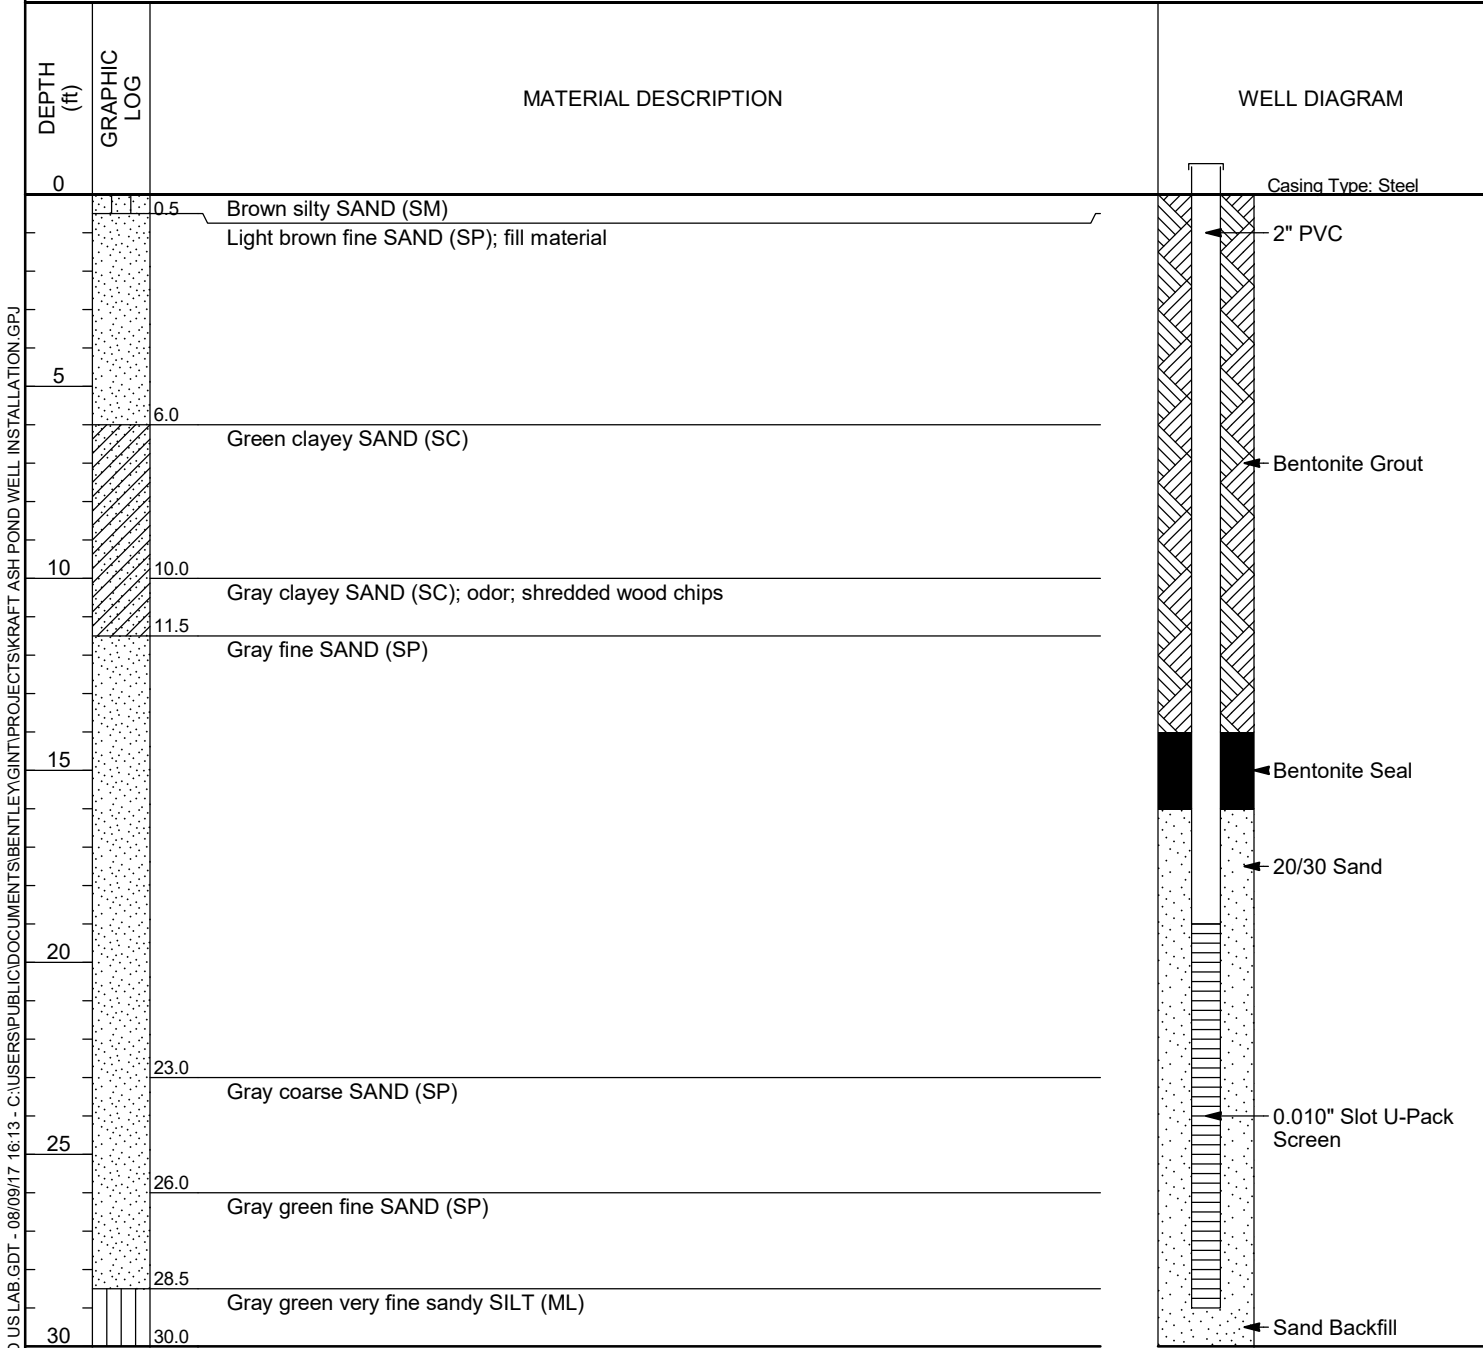 DEPTH
(ft)
GRAPHIC
LOG
MATERIAL DESCRIPTION
WELL DIAGRAM
0
Casing Type: Steel
0.5
Brown silty SAND (SM)
Light brown fine SAND (SP); fill material
2" PVC
5
6.0
Green clayey SAND (SC)
Bentonite Grout
10
10.0
Gray clayey SAND (SC); odor; shredded wood chips
11.5
Gray fine SAND (SP)
15
Bentonite Seal
20/30 Sand
20
23.0
Gray coarse SAND (SP)
0.010" Slot U-Pack
Screen
25
26.0
Gray green fine SAND (SP)
28.5
Gray green very fine sandy SILT (ML)
Sand Backfill
30
30.0
US LAB.GDT - 08/09/17 16:13 - C:\USERS\PUBLIC\DOCUMENTS\BENTLEY\GINT\PROJECTS\KRAFT ASH POND WELL INSTALLATION.GPJ